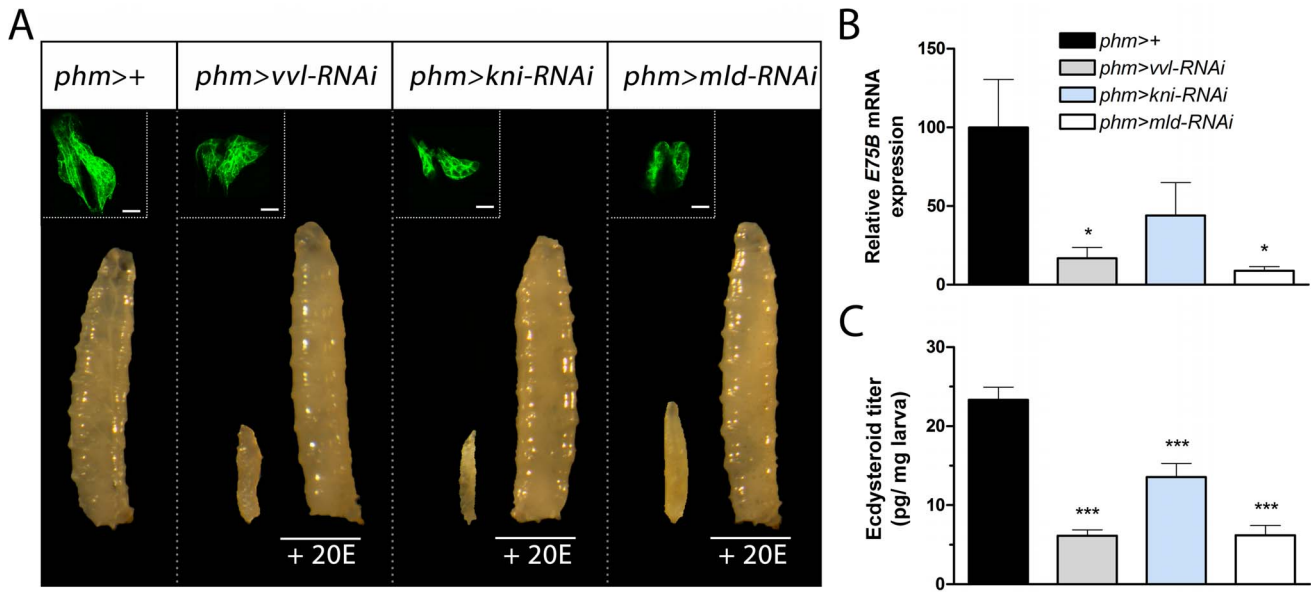 A
phm>+
phm>vvl-RNAi
phm>kni-RNAi
phm>mld-RNAi
+ 20E
+ 20E
+ 20E
B
Relative E75B mRNA
expression
150
100
50
0
phm>+
phm>vvl-RNAi
phm>kni-RNAi
phm>mld-RNAi
*
*
C
Ecdysteroid titer
(pg/ mg larva)
30
20
10
0
***
***
***